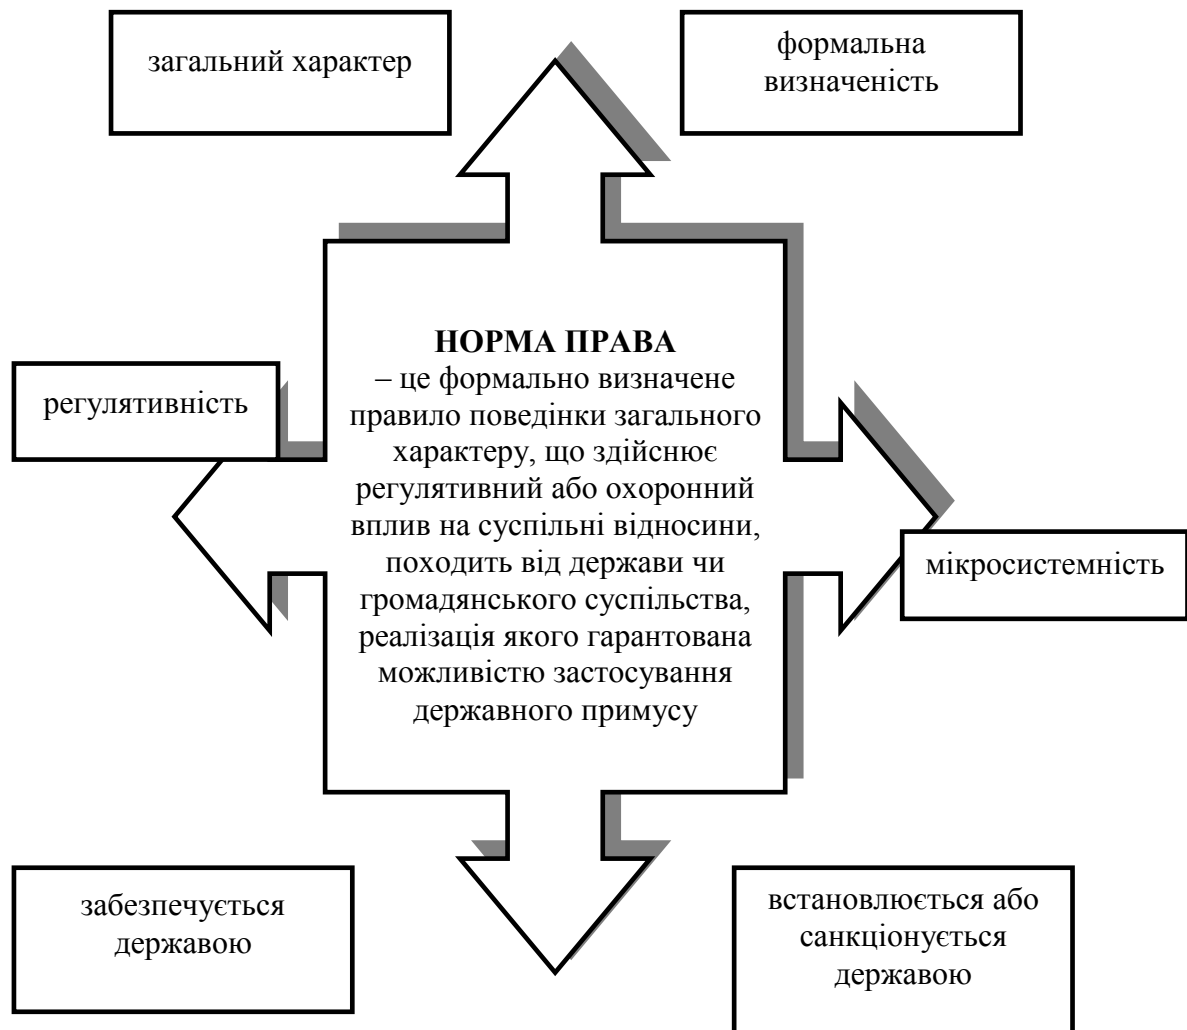 загальний характер
формальна
визначеність
НОРМА ПРАВА
– це формально визначене
правило поведінки загального
характеру, що здійснює
регулятивний або охоронний
вплив на суспільні відносини,
походить від держави чи
громадянського суспільства,
реалізація якого гарантована
можливістю застосування
державного примусу
регулятивність
мікросистемність
забезпечується
державою
встановлюється або
санкціонується
державою